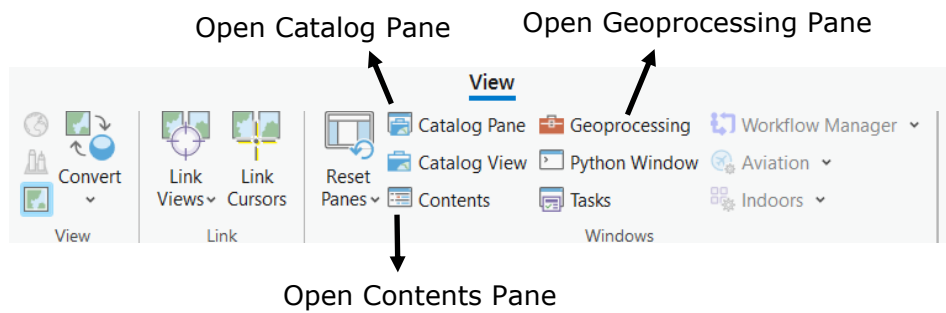 Open Catalog Pane
Open Geoprocessing Pane
View
Convert
Link Views
Link Cursors
Reset Panes
Catalog Pane
Catalog View
Contents
Geoprocessing
Python Window
Tasks
Workflow Manager
Aviation
Indoors
View
Link
Windows
Open Contents Pane